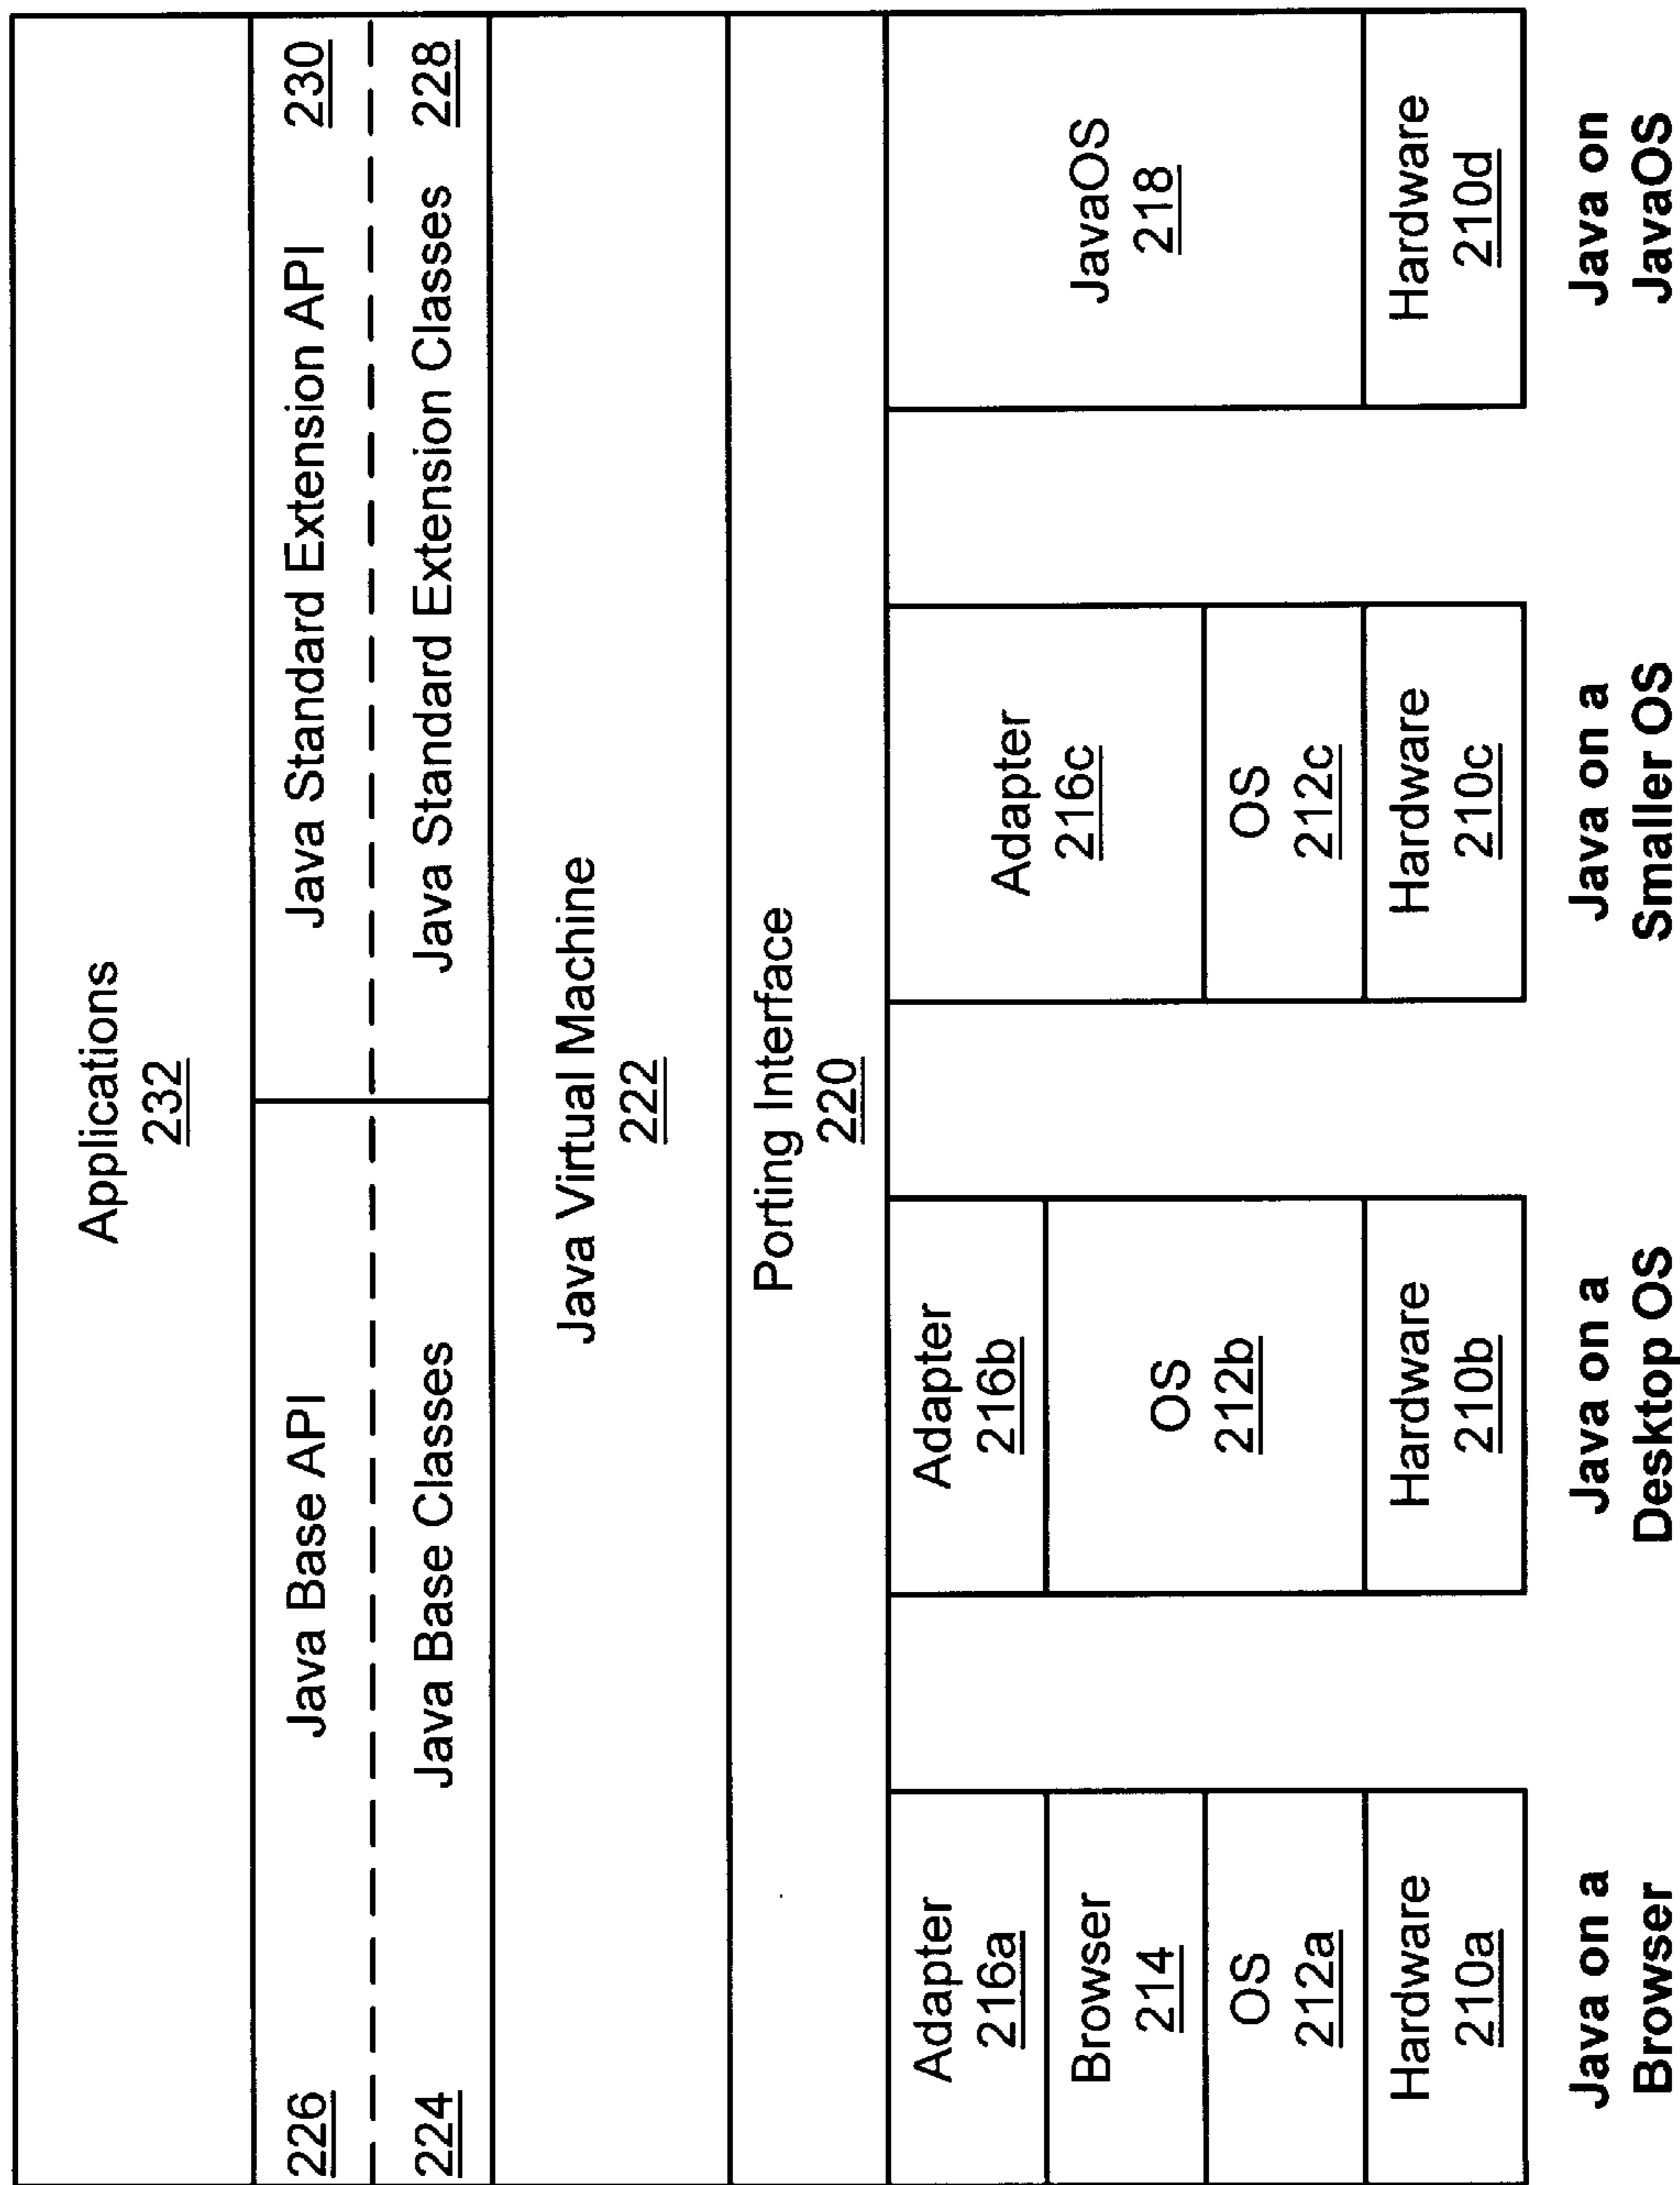 Applications
232
226 Java Base API
Java Standard Extension API 230
224 Java Base Classes
Java Standard Extension Classes 228
Java Virtual Machine
222
Porting Interface
220
Adapter
216a
Browser
214
OS
212a
Hardware
210a
Java on a
Browser
Adapter
216b
OS
212b
Hardware
210b
Java on a
Desktop OS
Adapter
216c
OS
212c
Hardware
210c
Java on a
Smaller OS
JavaOS
218
Hardware
210d
Java on
JavaOS